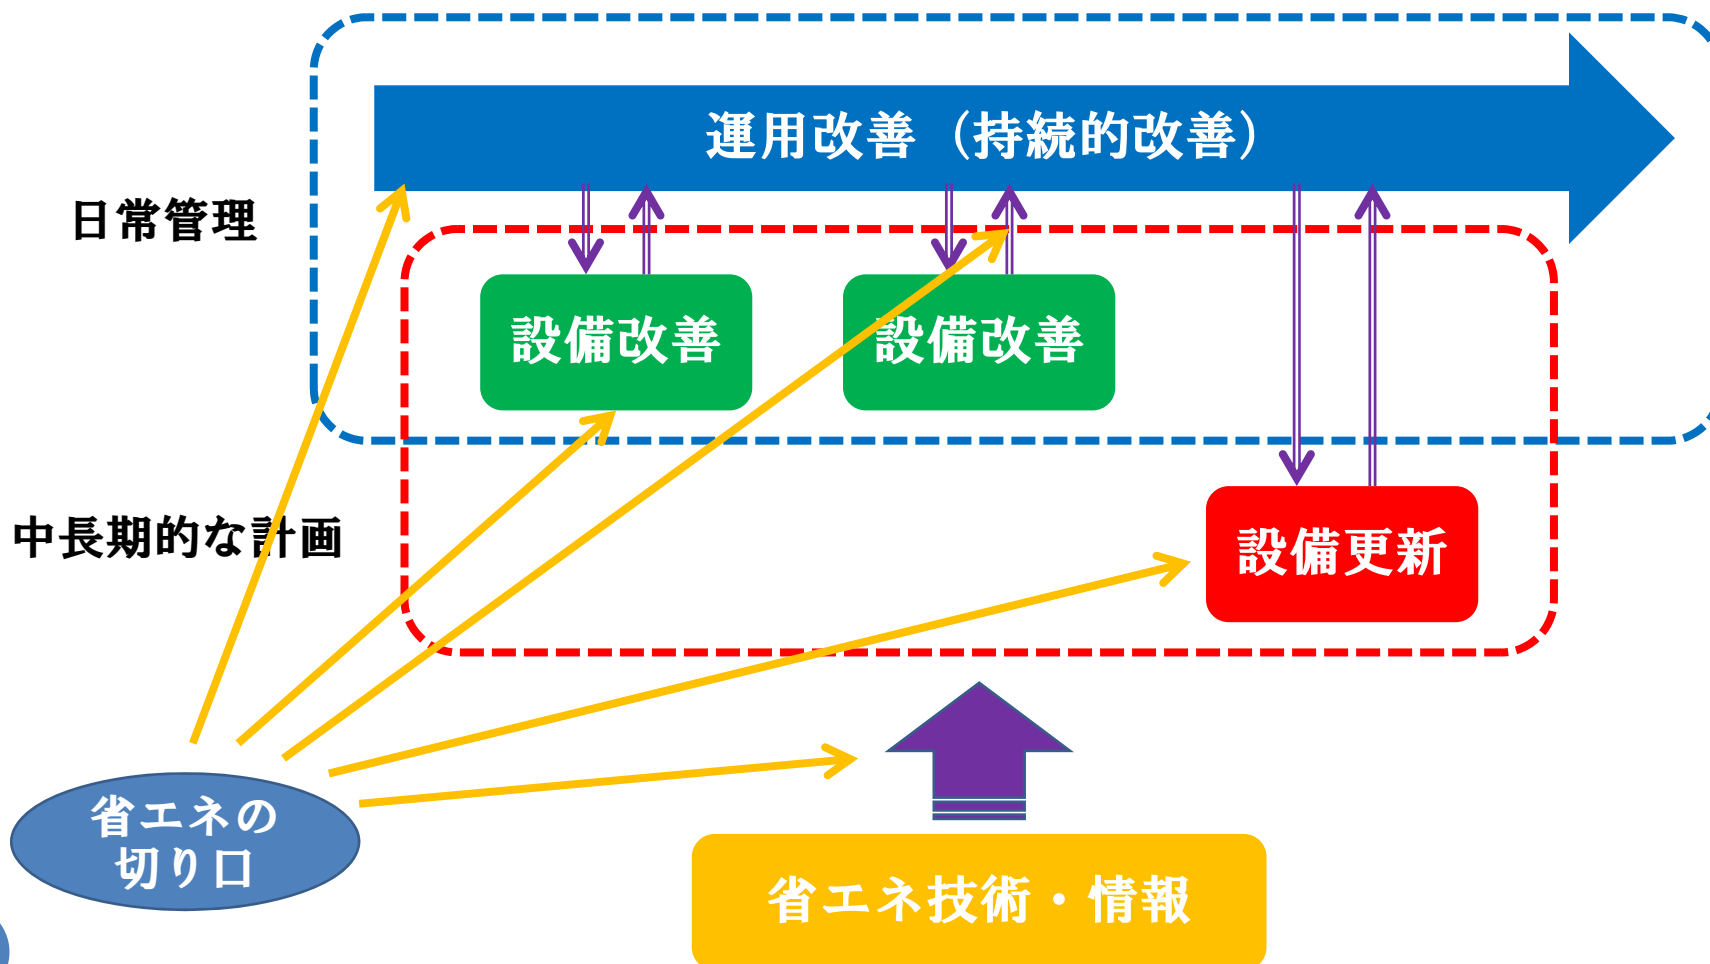 運用改善（持続的改善）
日常管理
設備改善
設備改善
中長期的な計画
設備更新
省エネの
切り口
省エネ技術・情報